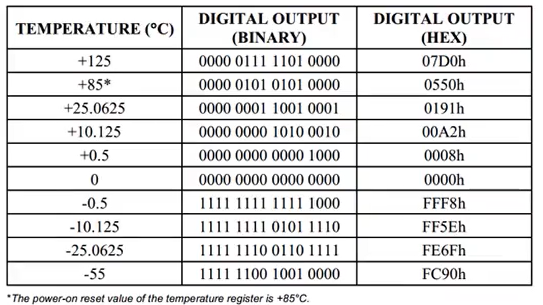 TEMPERATURE (°C) DIGITAL OUTPUT (BINARY) DIGITAL OUTPUT (HEX)
+125 0000 0111 1101 0000 07D0h
+85* 0000 0101 0101 0000 0550h
+25.0625 0000 0001 1001 0001 0191h
+10.125 0000 0000 1010 0010 00A2h
+0.5 0000 0000 0000 1000 0008h
0 0000 0000 0000 0000 0000h
-0.5 1111 1111 1111 1000 FFF8h
-10.125 1111 1111 0101 1110 FF5Eh
-25.0625 1111 1110 0110 1111 FE6Fh
-55 1111 1100 1001 0000 FC90h
*The power-on reset value of the temperature register is +85°C.